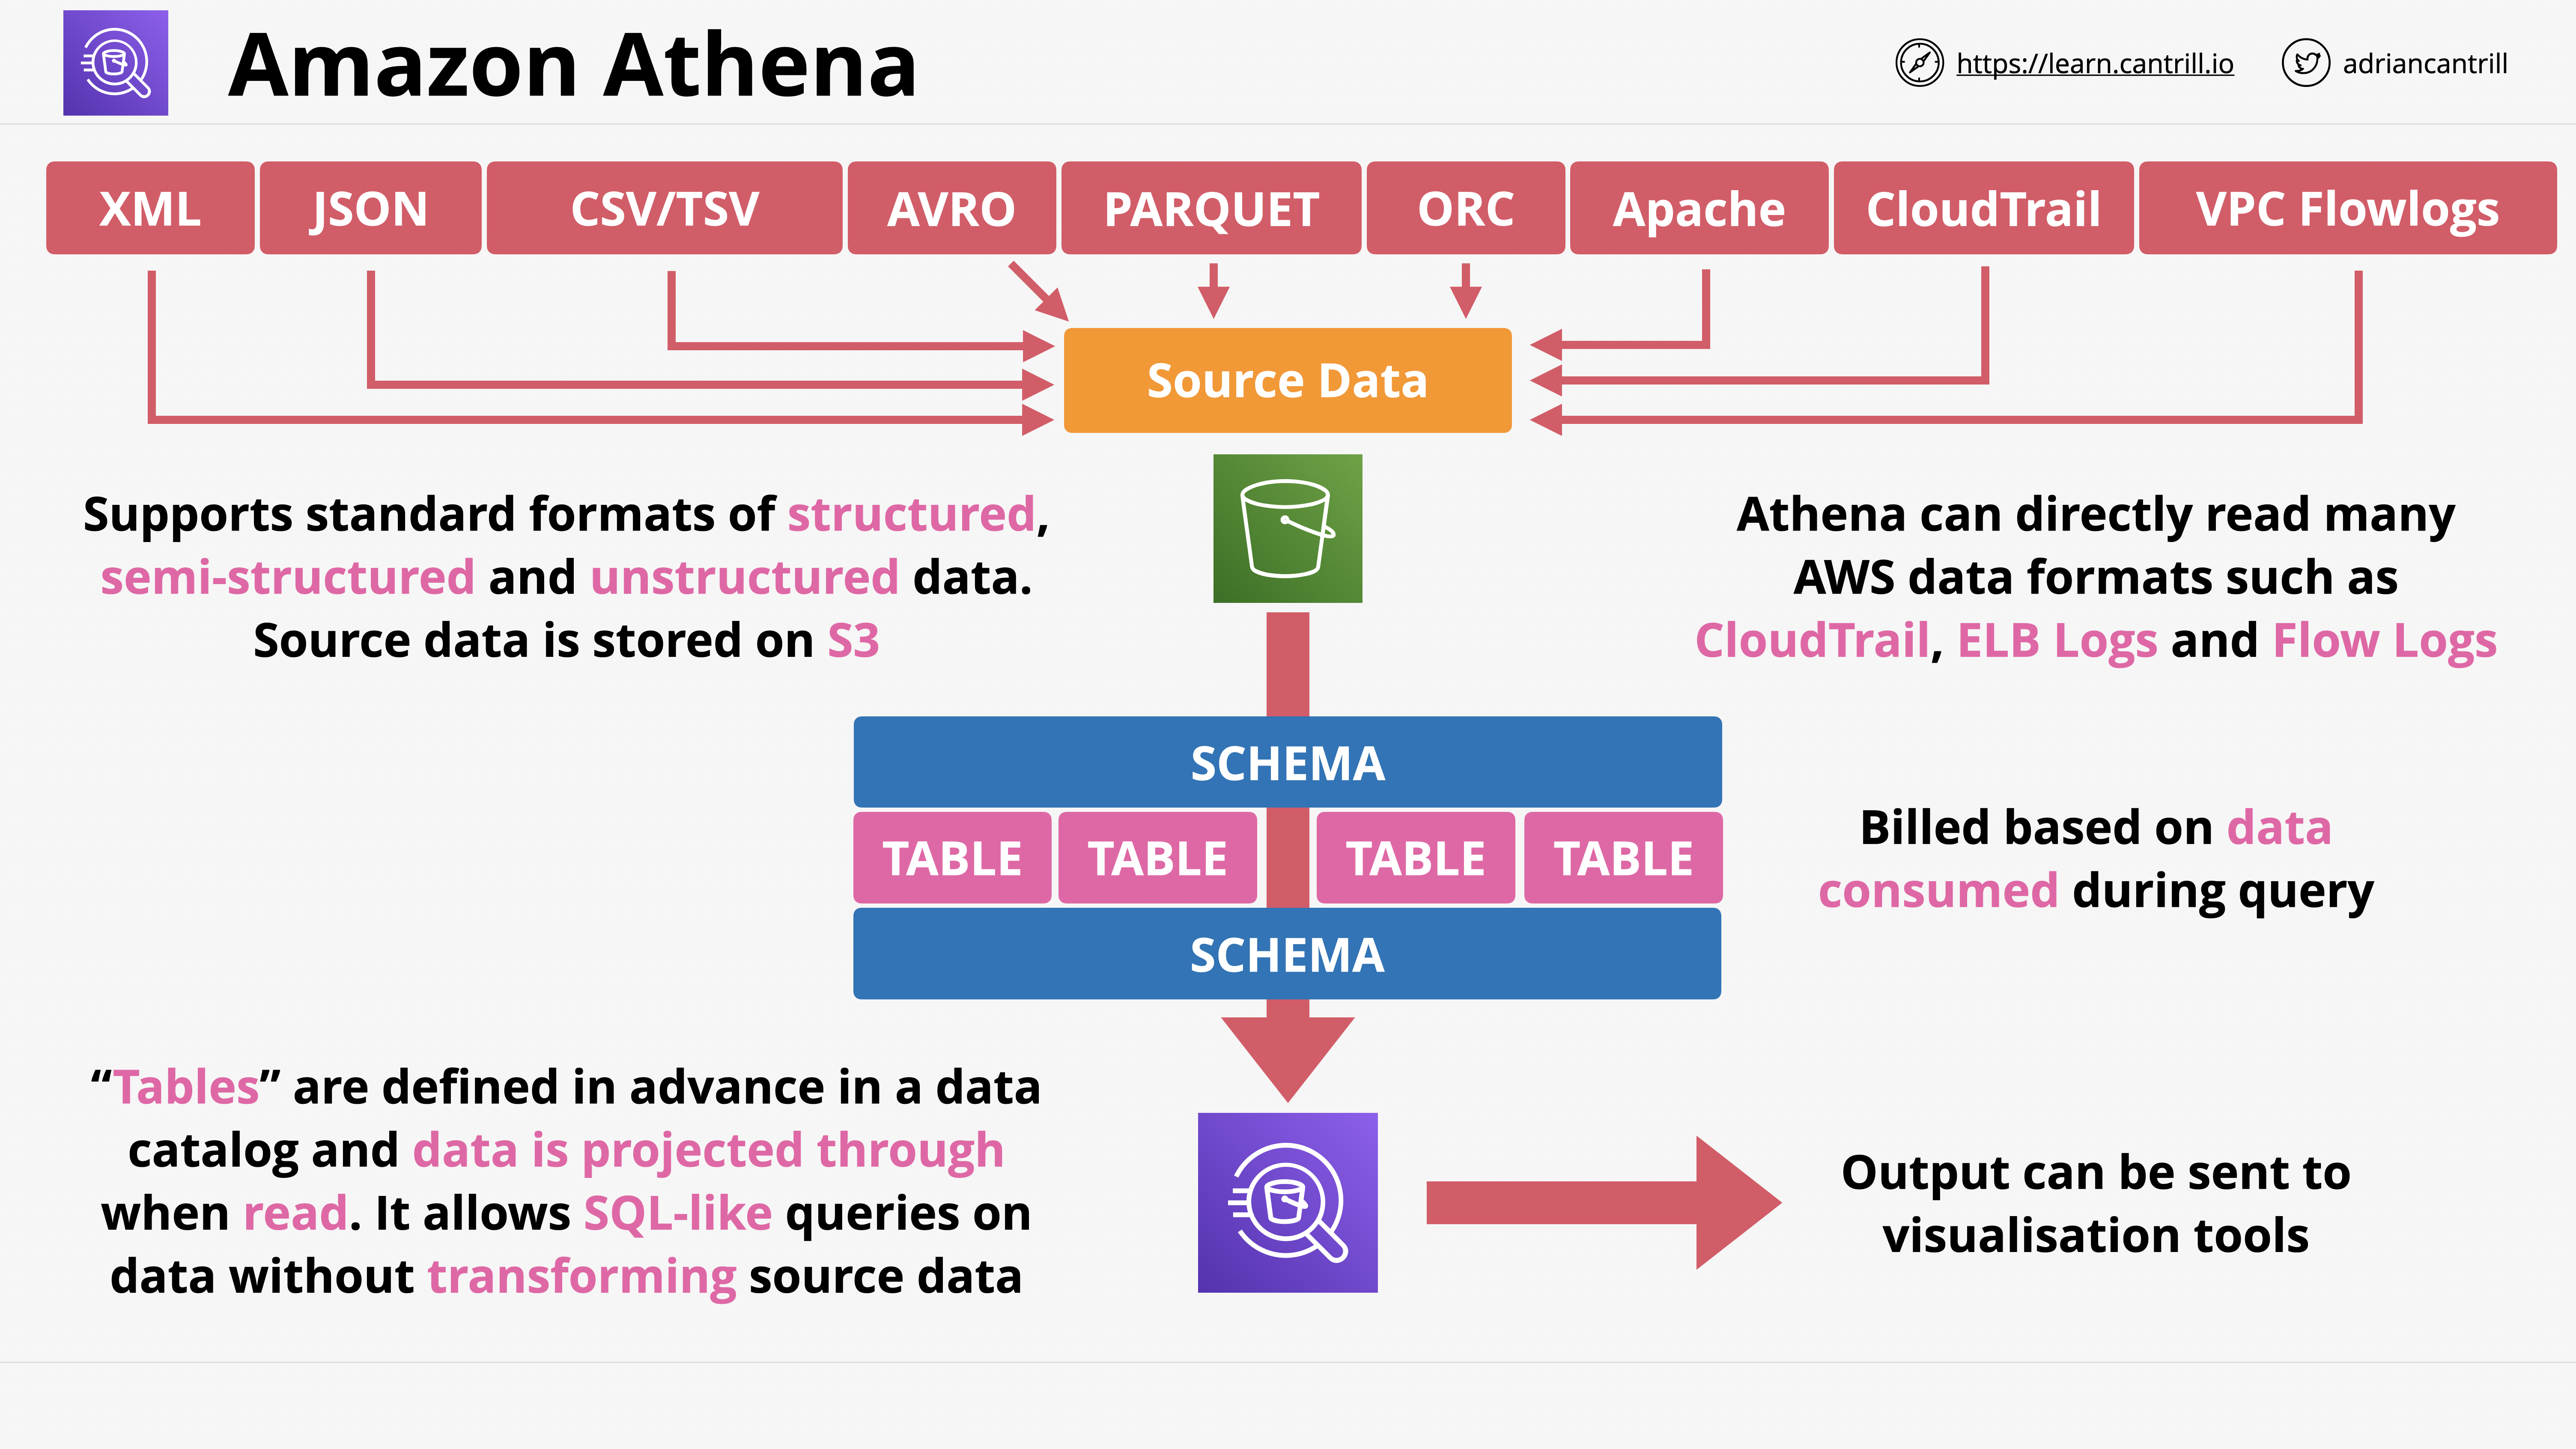 Amazon Athena
https://learn.cantrill.io
adriancantrill
XML
JSON
CSV/TSV
AVRO
PARQUET
ORC
Apache
CloudTrail
VPC Flowlogs
Source Data
Supports standard formats of structured,
semi-structured and unstructured data.
Source data is stored on S3
Athena can directly read many
AWS data formats such as
CloudTrail, ELB Logs and Flow Logs
SCHEMA
TABLE
TABLE
TABLE
TABLE
SCHEMA
Billed based on data
consumed during query
“Tables” are defined in advance in a data
catalog and data is projected through
when read. It allows SQL-like queries on
data without transforming source data
Output can be sent to
visualisation tools